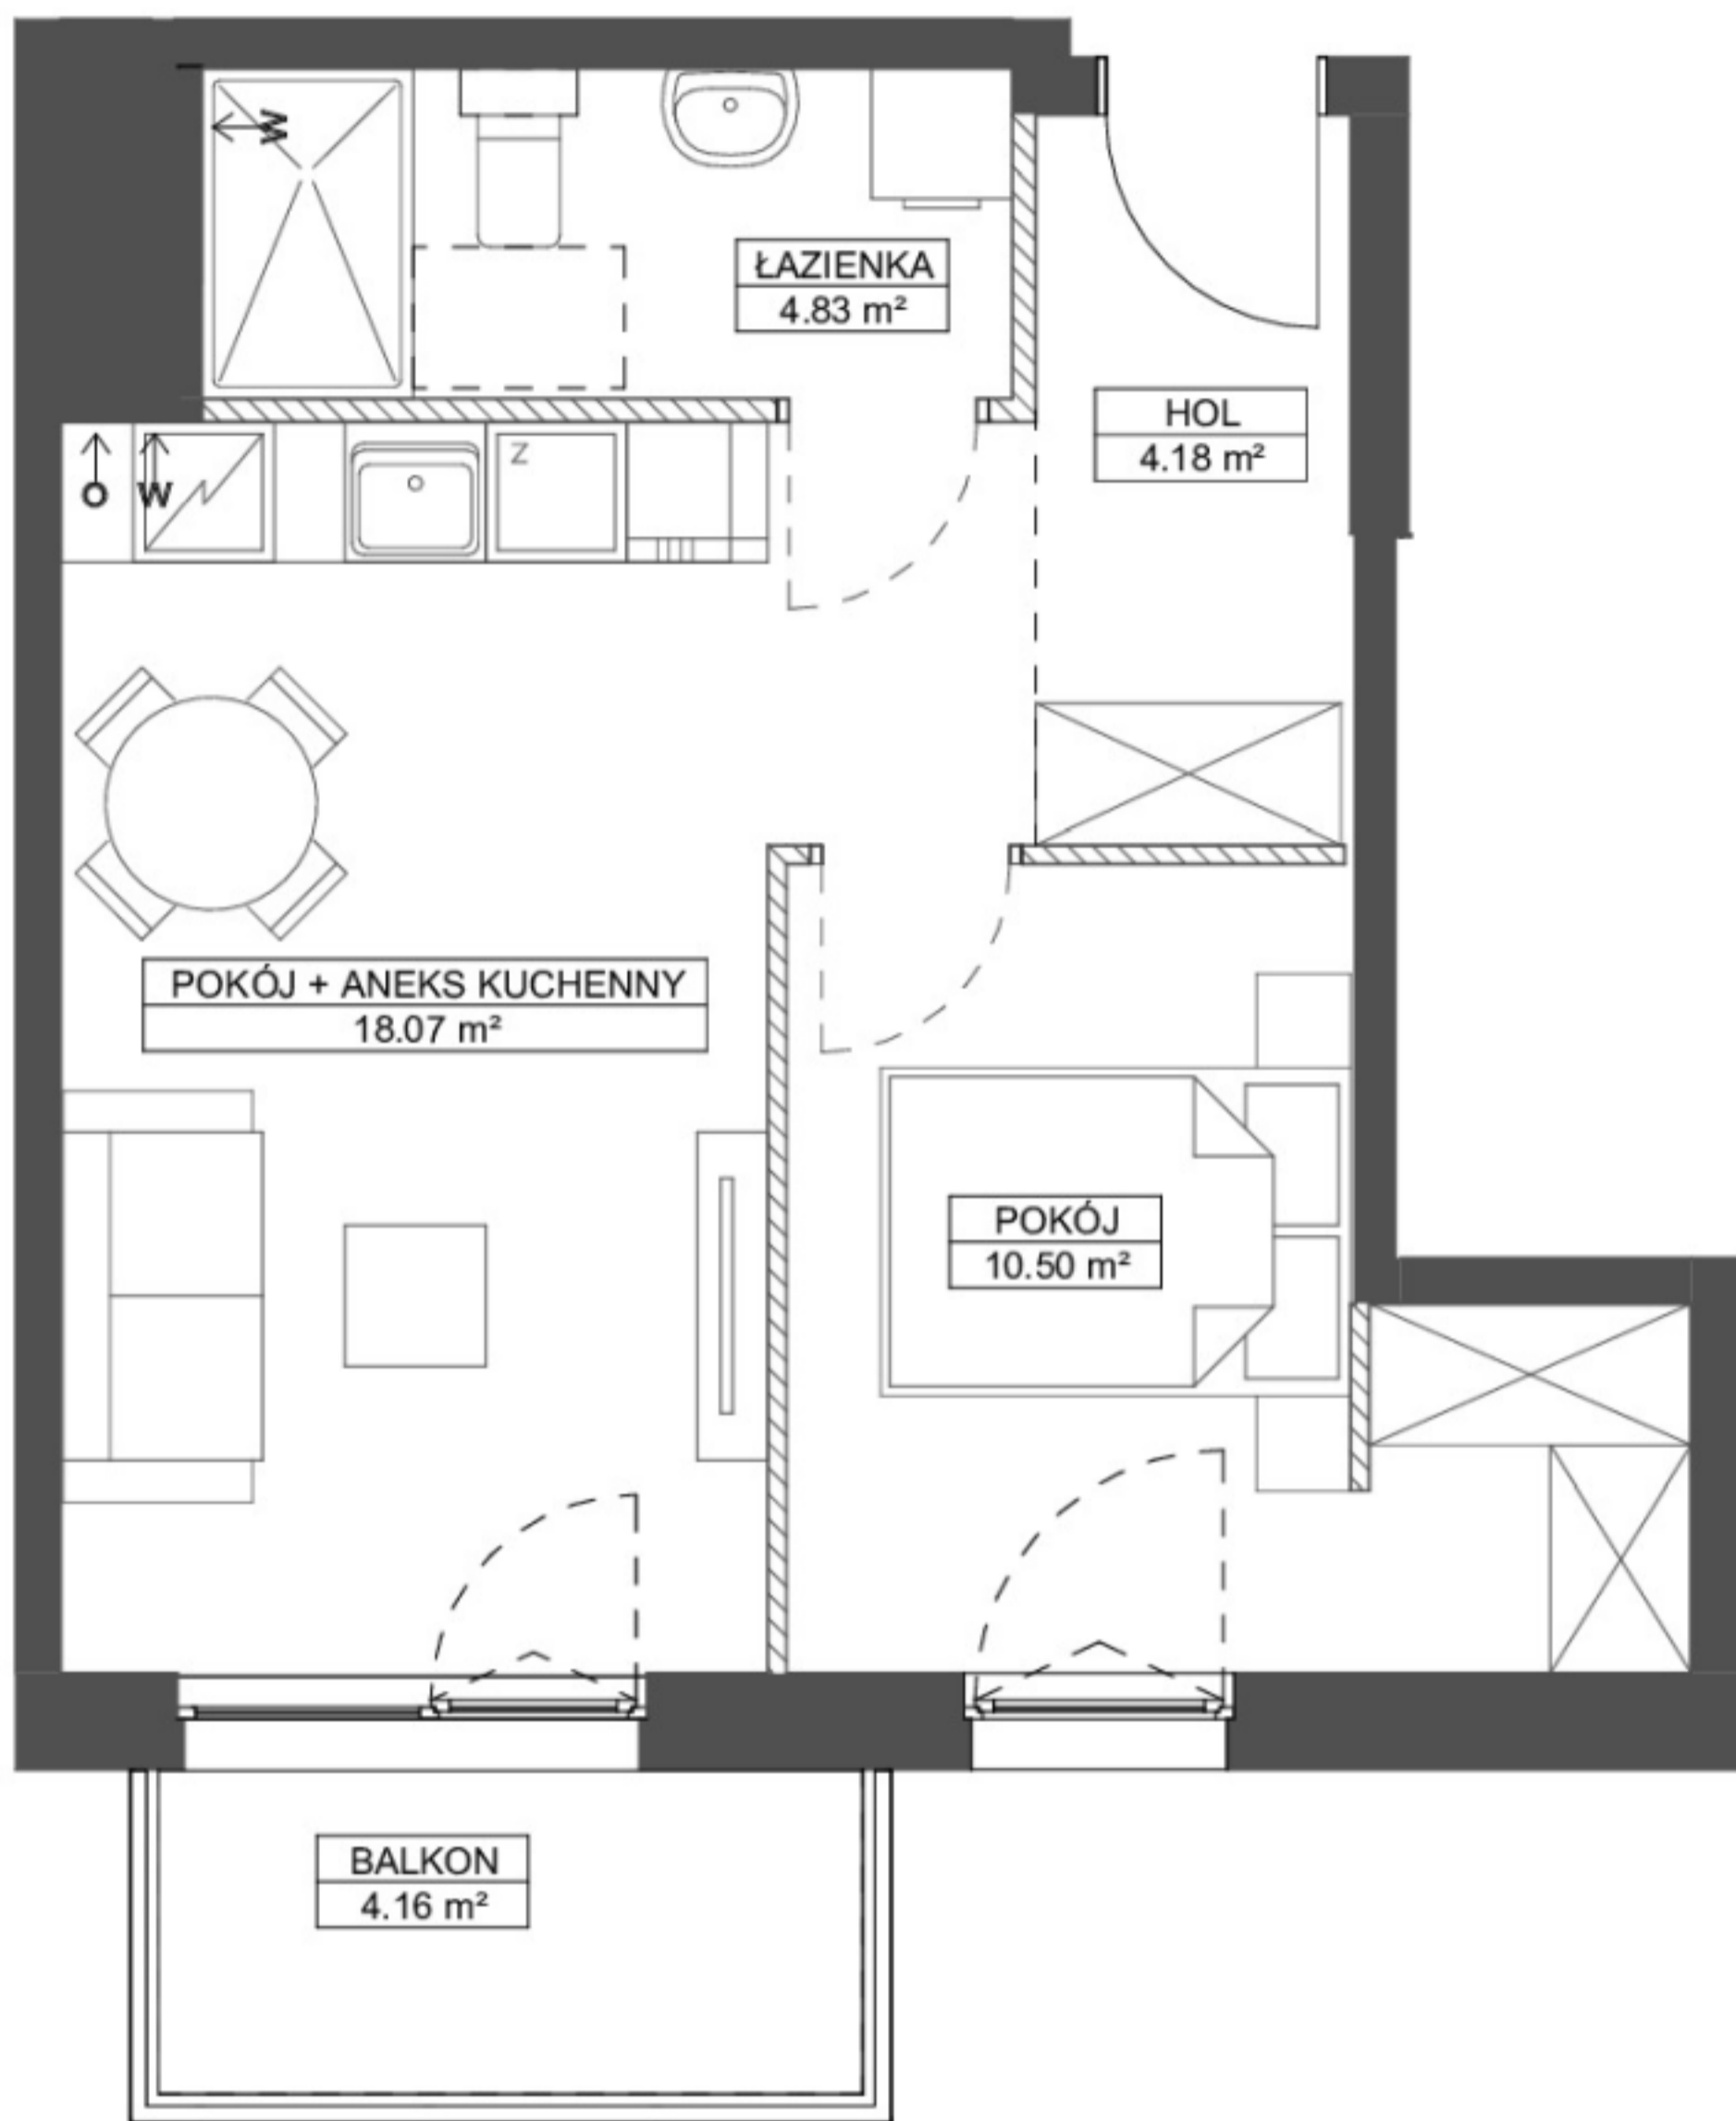 W
ŁAZIENKA
4.83 m²
HOL
4.18 m²
O W
Z
POKÓJ + ANEKS KUCHENNY
18.07 m²
POKÓJ
10.50 m²
BALKON
4.16 m²